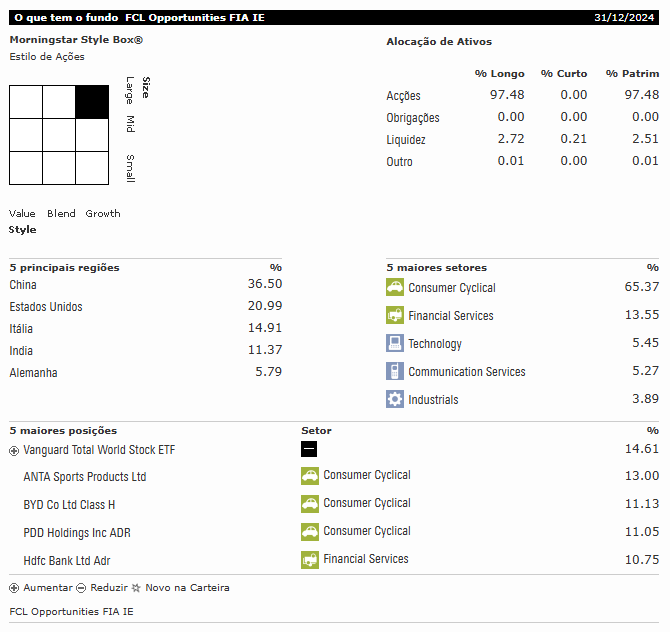 O que tem o fundo FCL Opportunities FIA IE 31/12/2024
Morningstar Style Box®
Estilo de Ações
Large Mid Small
Size
Value Blend Growth
Style
Alocação de Ativos
% Longo % Curto % Patrim
Acções 97.48 0.00 97.48
Obrigações 0.00 0.00 0.00
Liquidez 2.72 0.21 2.51
Outro 0.01 0.00 0.01
5 principais regiões %
China 36.50
Estados Unidos 20.99
Itália 14.91
India 11.37
Alemanha 5.79
5 maiores setores %
Consumer Cyclical 65.37
Financial Services 13.55
Technology 5.45
Communication Services 5.27
Industrials 3.89
5 maiores posições Setor %
Vanguard Total World Stock ETF 14.61
ANTA Sports Products Ltd Consumer Cyclical 13.00
BYD Co Ltd Class H Consumer Cyclical 11.13
PDD Holdings Inc ADR Consumer Cyclical 11.05
Hdfc Bank Ltd Adr Financial Services 10.75
Aumentar Reduzir Novo na Carteira
FCL Opportunities FIA IE